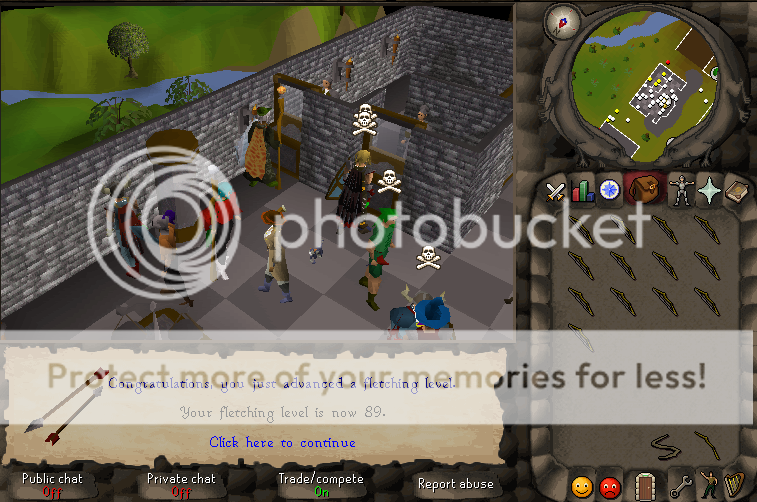 photobucket
Protect more of your memories for less!
Congratulations, you just advanced a fletching level.
Your fletching level is now 89.
Click here to continue
Public chat
Off
Private chat
Off
Trade/compete
On
Report abuse
N